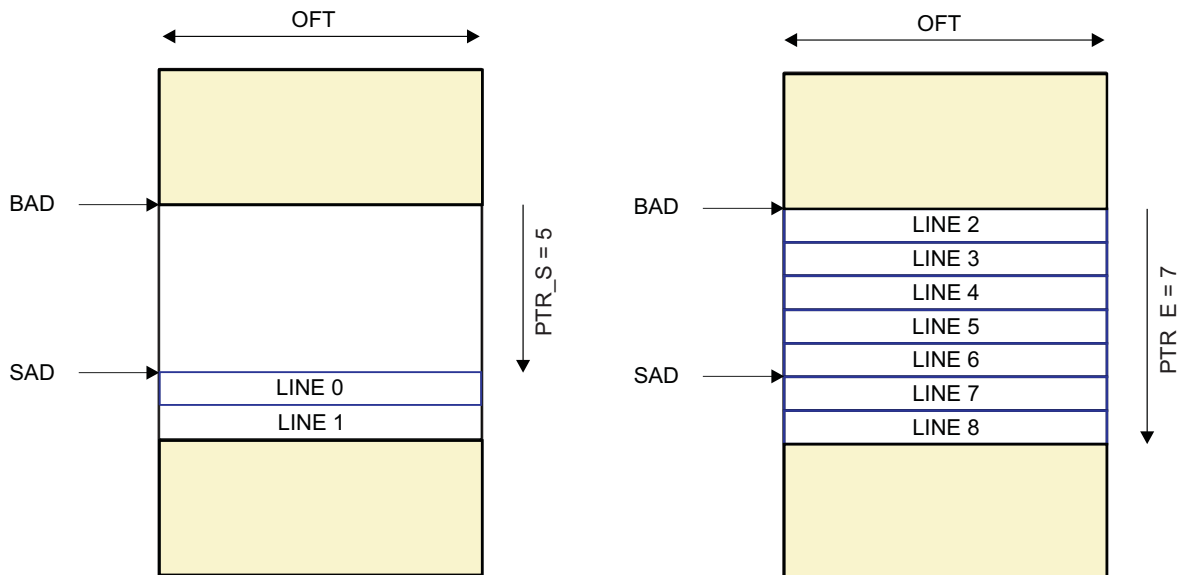 OFT
BAD
PTR_S = 5
SAD
LINE 0
LINE 1
OFT
BAD
LINE 2
LINE 3
LINE 4
LINE 5
LINE 6
SAD
LINE 7
LINE 8
PTR_E = 7